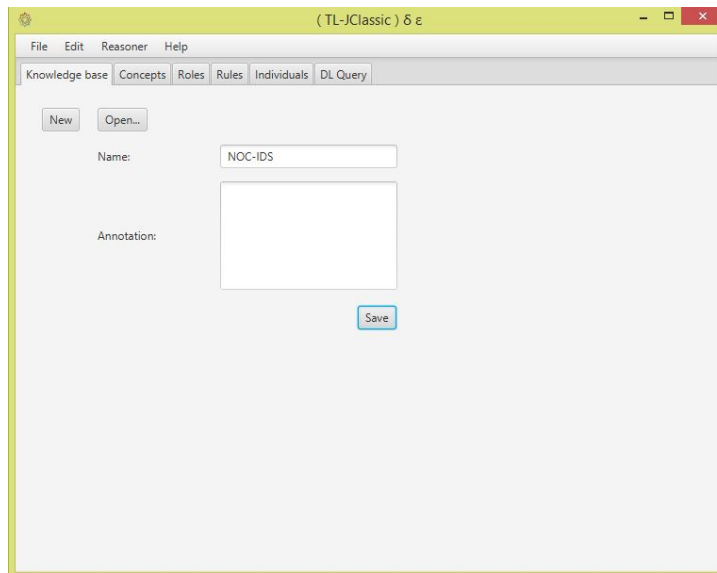 ( TL-JClassic ) δ ε
File Edit Reasoner Help
Knowledge base Concepts Roles Rules Individuals DL Query
New Open...
Name: NOC-IDS
Annotation:
Save